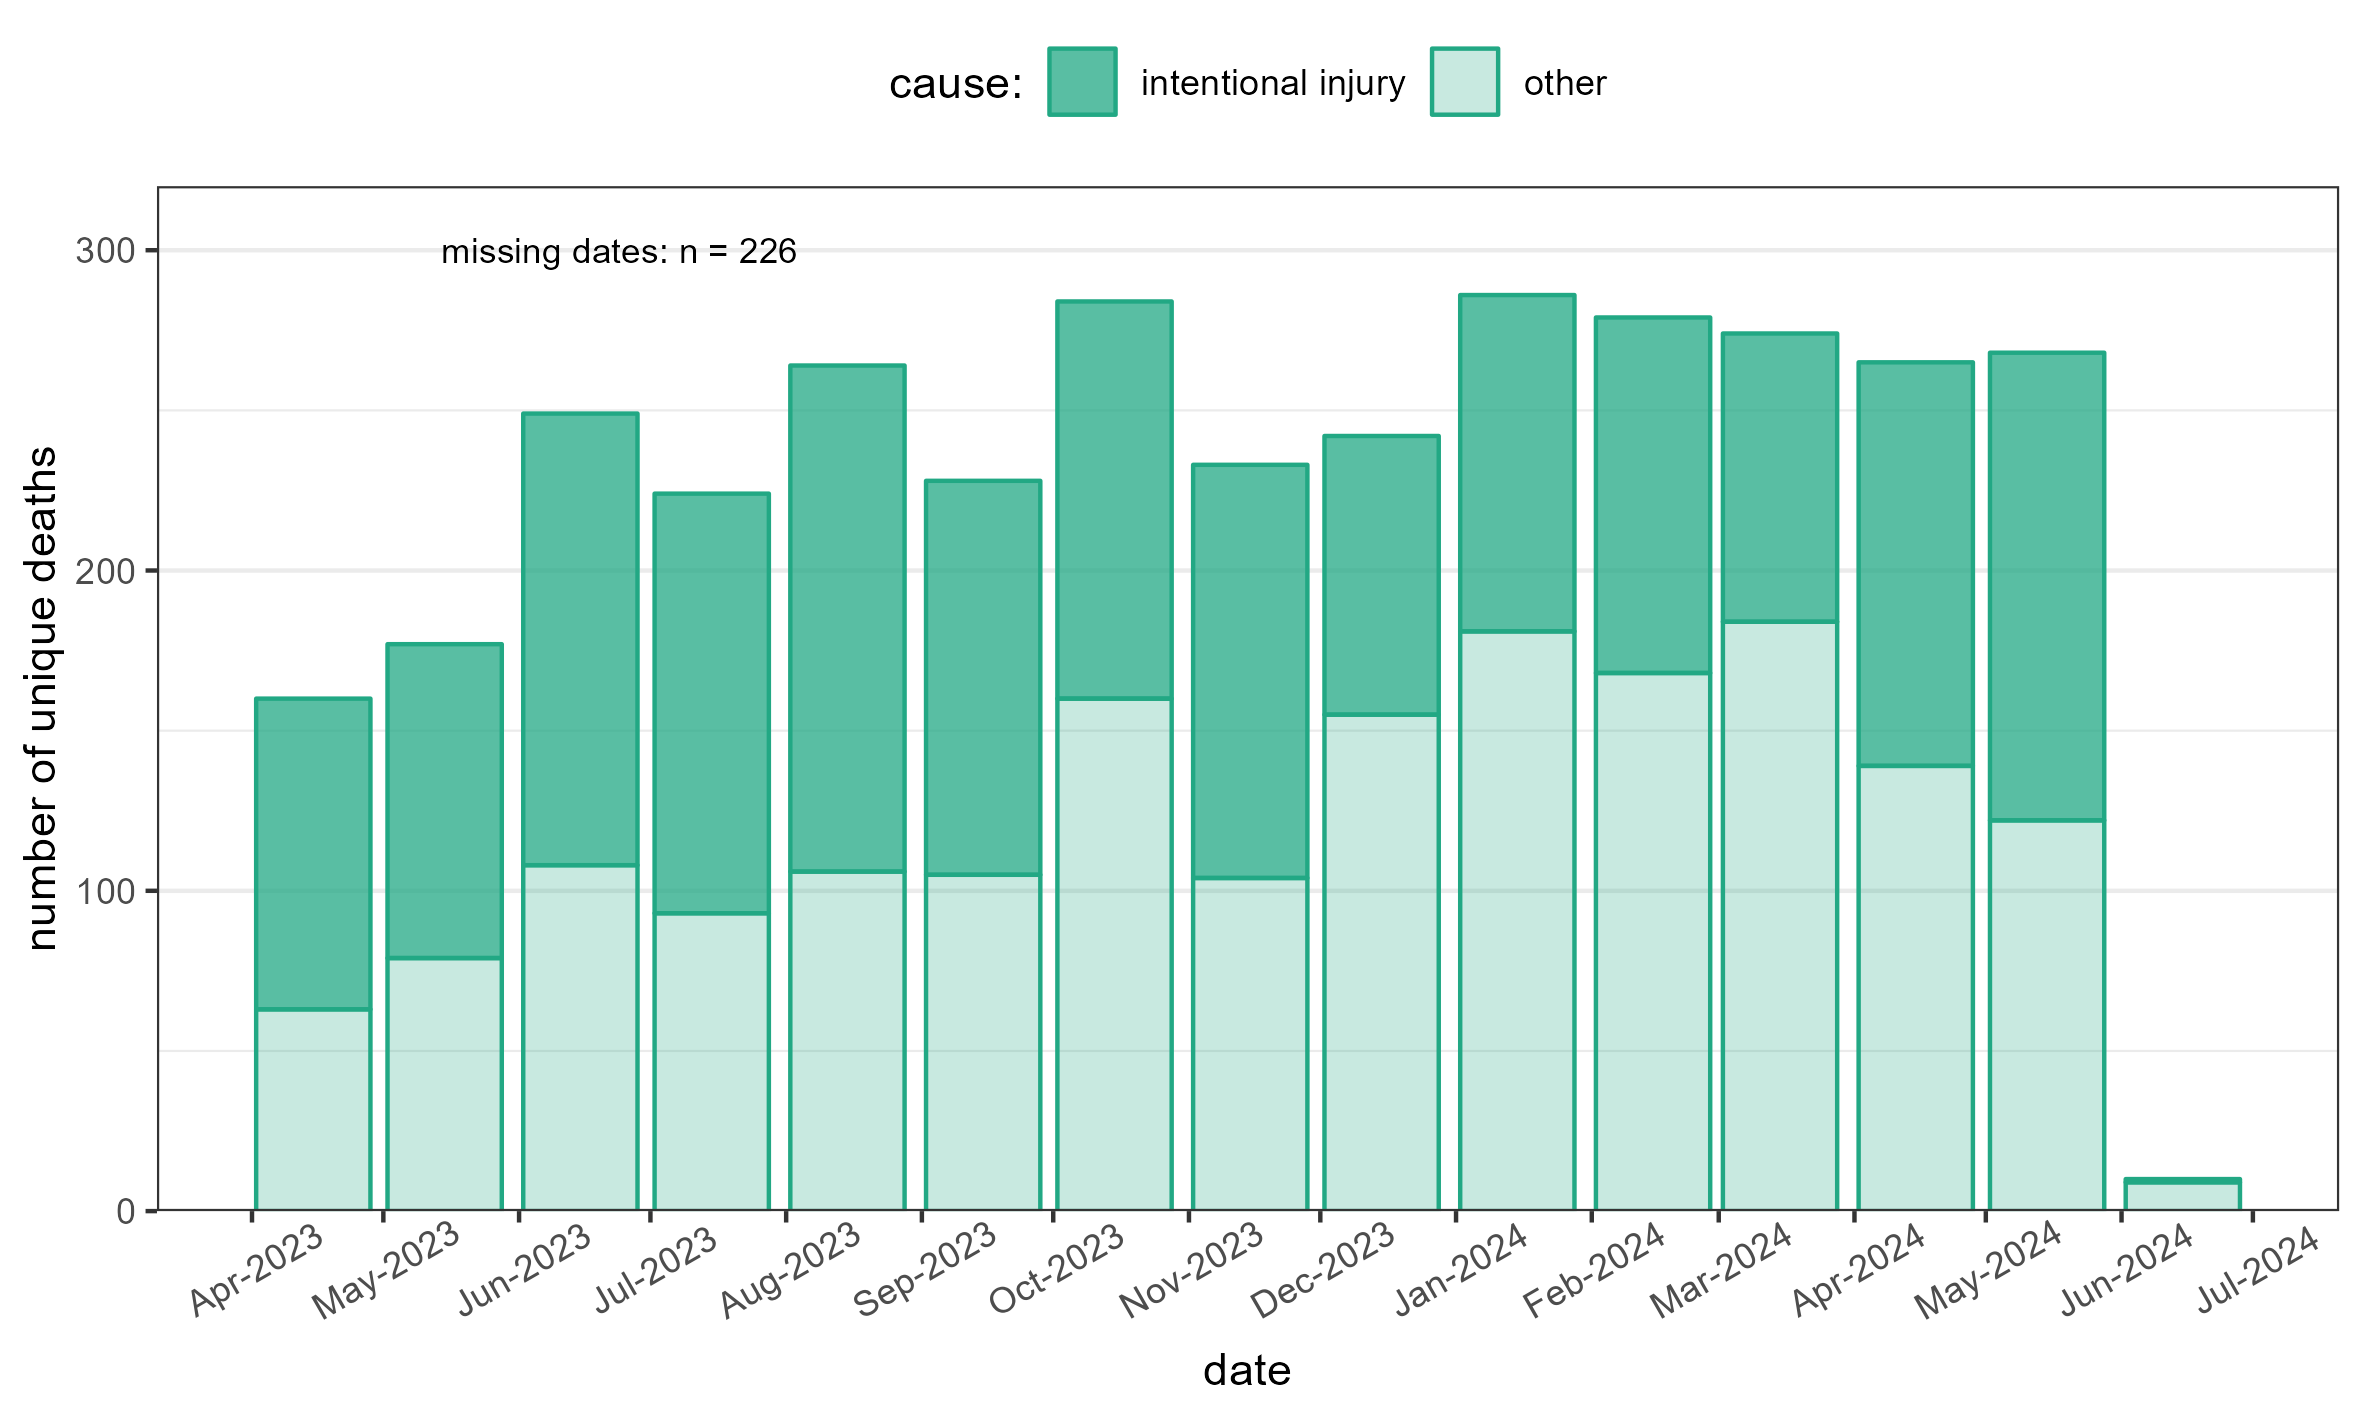 cause: intentional injury other
missing dates: n = 226
300
200
100
0
number of unique deaths
Apr-2023
May-2023
Jun-2023
Jul-2023
Aug-2023
Sep-2023
Oct-2023
Nov-2023
Dec-2023
Jan-2024
Feb-2024
Mar-2024
Apr-2024
May-2024
Jun-2024
Jul-2024
date